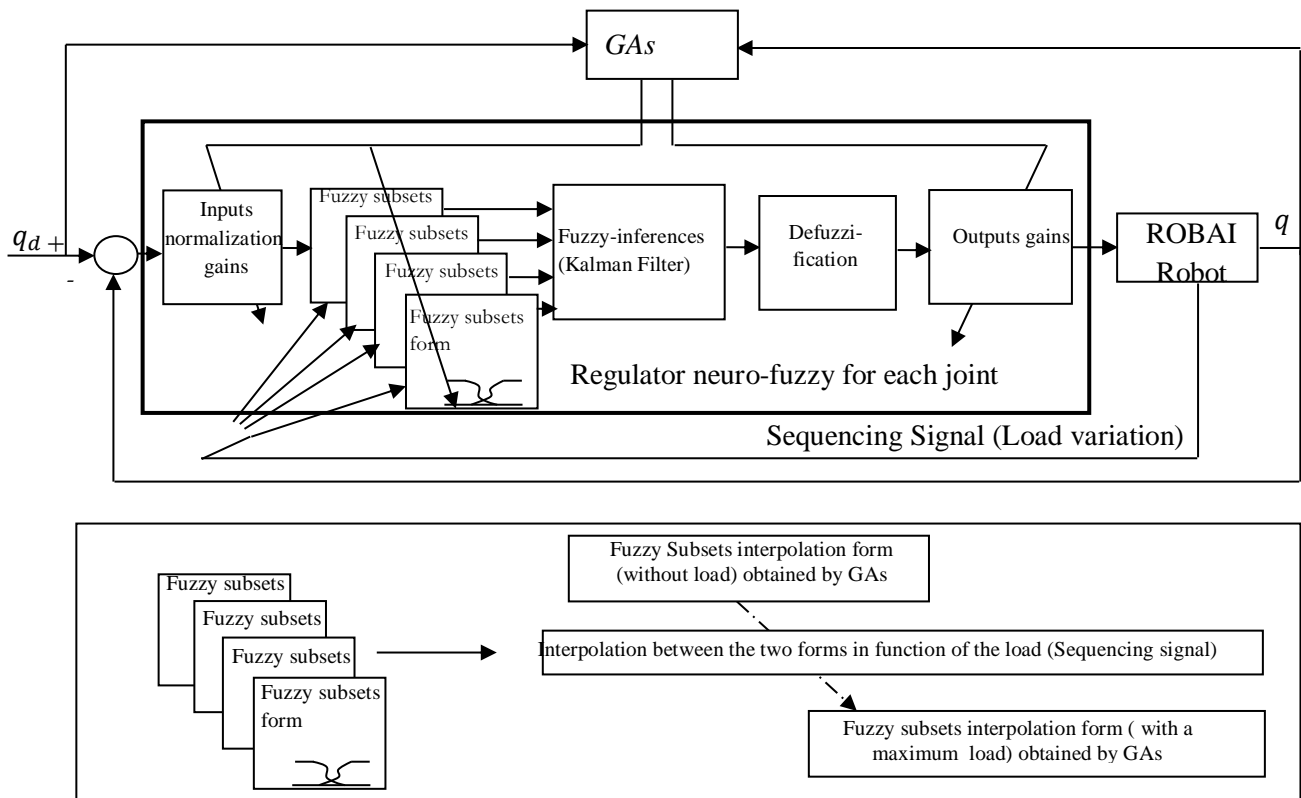 GAs
q_d +
-
Inputs
normalization
gains
Fuzzy subsets
Fuzzy subsets
Fuzzy subsets
Fuzzy subsets
form
Fuzzy-inferences
(Kalman Filter)
Defuzzi-
fication
Outputs gains
ROBAI
Robot
q
Regulator neuro-fuzzy for each joint
Sequencing Signal (Load variation)
Fuzzy subsets
Fuzzy subsets
Fuzzy subsets
Fuzzy subsets
form
Fuzzy Subsets interpolation form
(without load) obtained by GAs
Interpolation between the two forms in function of the load (Sequencing signal)
Fuzzy subsets interpolation form ( with a
maximum load) obtained by GAs